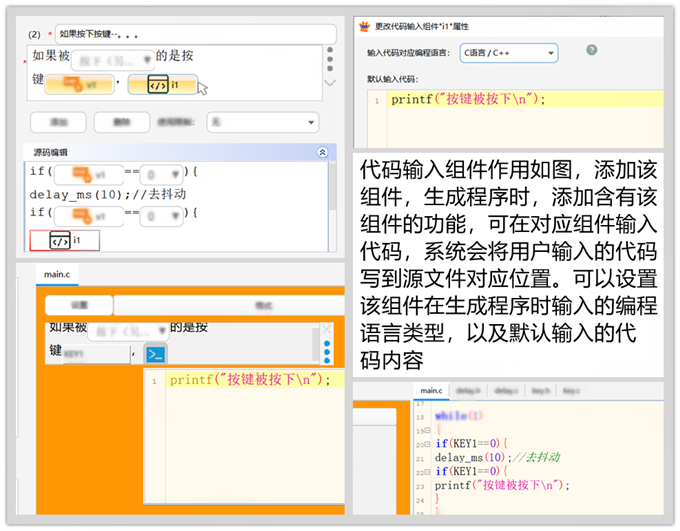 (2) * 如果按下按键--。。。
* 如果被 的是按
键 v1 ， </> i1
添加 删除 使用限制： 无
源码编辑
if( v1 ==0){
delay_ms(10);//去抖动
if( v1 ==0){
</> i1
更改代码输入组件"i1"属性
输入代码对应编程语言： C语言/C++ ?
默认输入代码：
1 printf("按键被按下\n");
代码输入组件作用如图，添加该
组件，生成程序时，添加含有该
组件的功能，可在对应组件输入
代码，系统会将用户输入的代码
写到源文件对应位置。可以设置
该组件在生成程序时输入的编程
语言类型，以及默认输入的代
码内容
main.c
设置 格式
如果被 的是按
键 KEY1 ， >_
1 printf("按键被按下\n");
main.c delay.h delay.c key.h key.c
17
18 while(1)
19 {
20 if(KEY1==0){
21 delay_ms(10);//去抖动
22 if(KEY1==0){
23 printf("按键被按下\n");
24 }
25 }